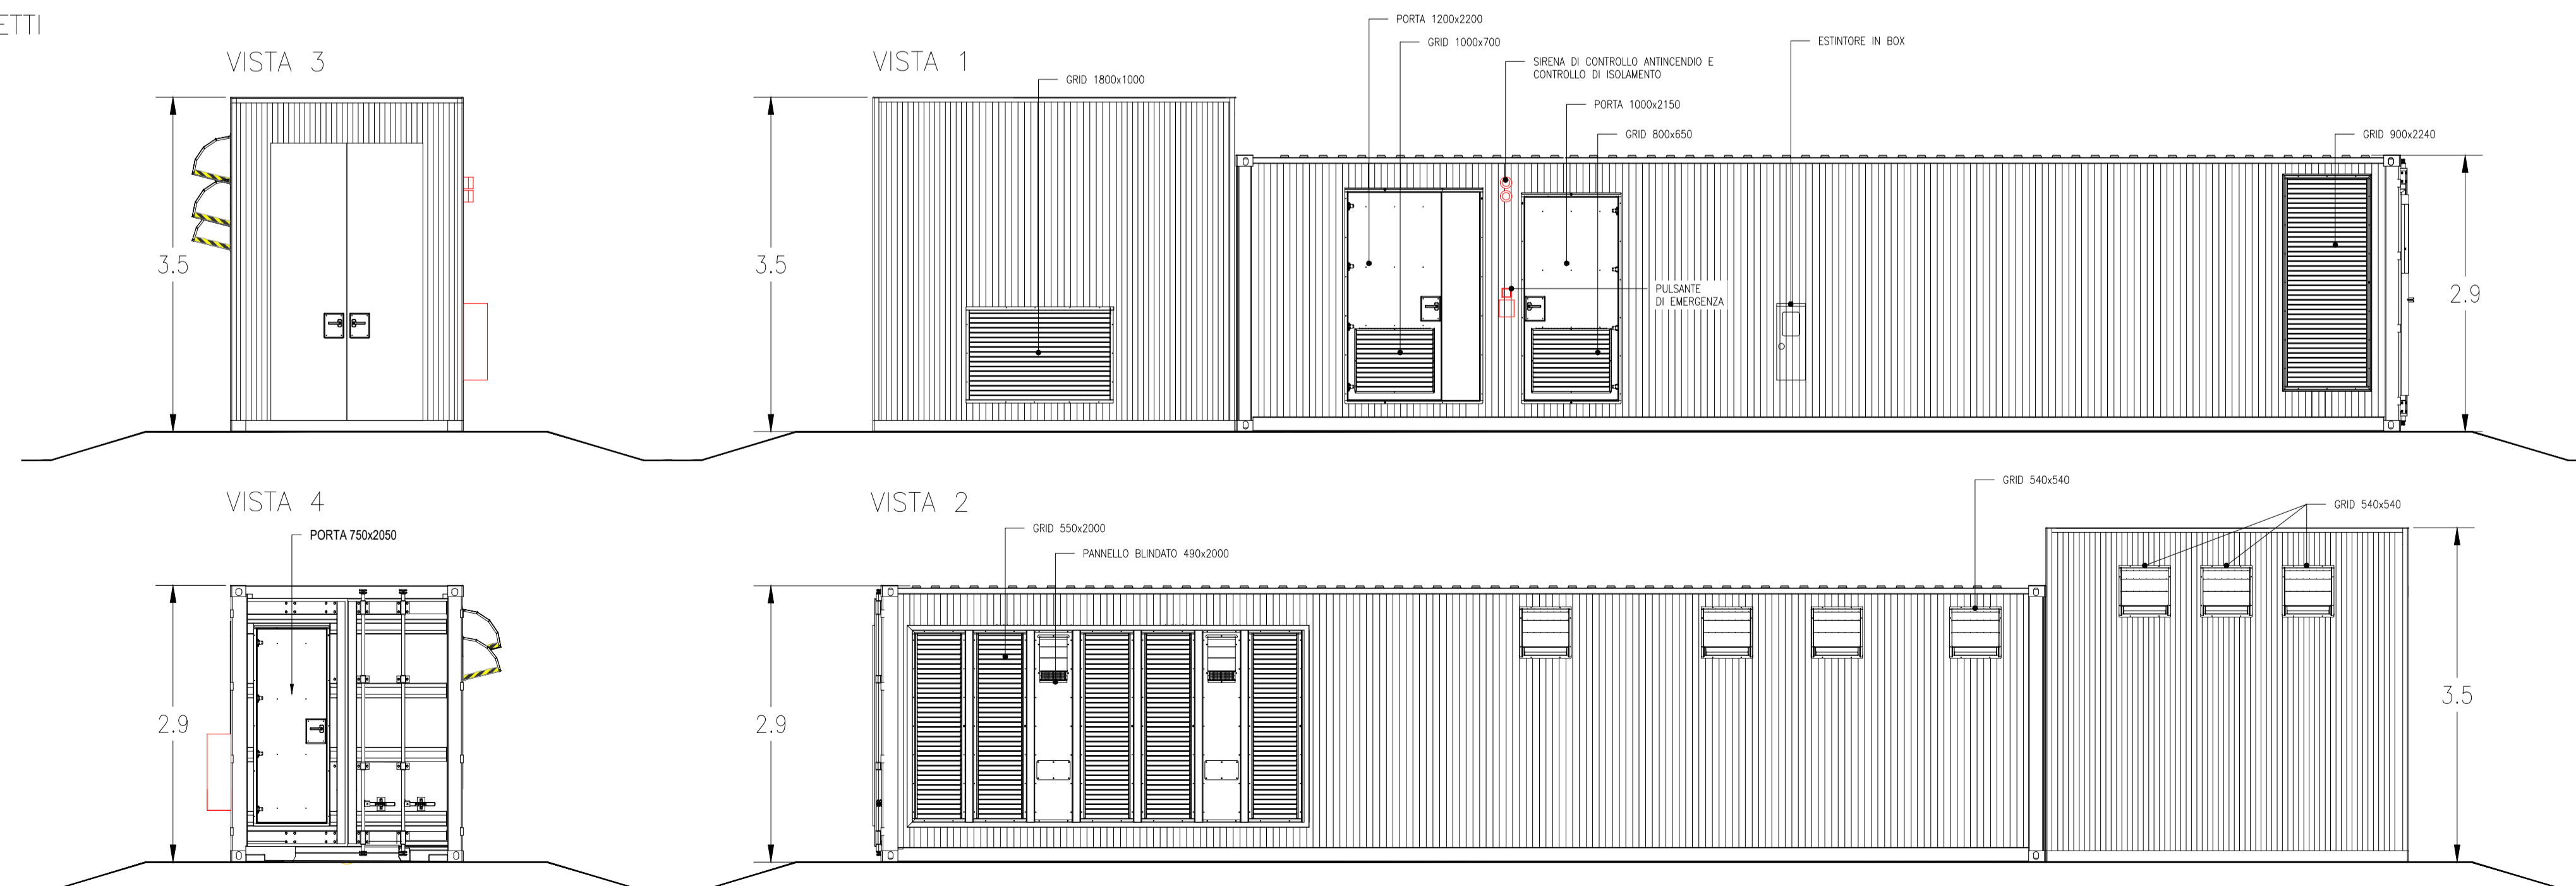 ETTI
VISTA 3
3.5
VISTA 1
PORTA 1200x2200
GRID 1000x700
GRID 1800x1000
SIRENA DI CONTROLLO ANTINCENDIO E
CONTROLLO DI ISOLAMENTO
PORTA 1000x2150
GRID 800x650
ESTINTORE IN BOX
GRID 900x2240
3.5
PULSANTE
DI EMERGENZA
2.9
VISTA 4
PORTA 750x2050
2.9
VISTA 2
GRID 550x2000
PANNELLO BLINDATO 490x2000
GRID 540x540
GRID 540x540
2.9
3.5